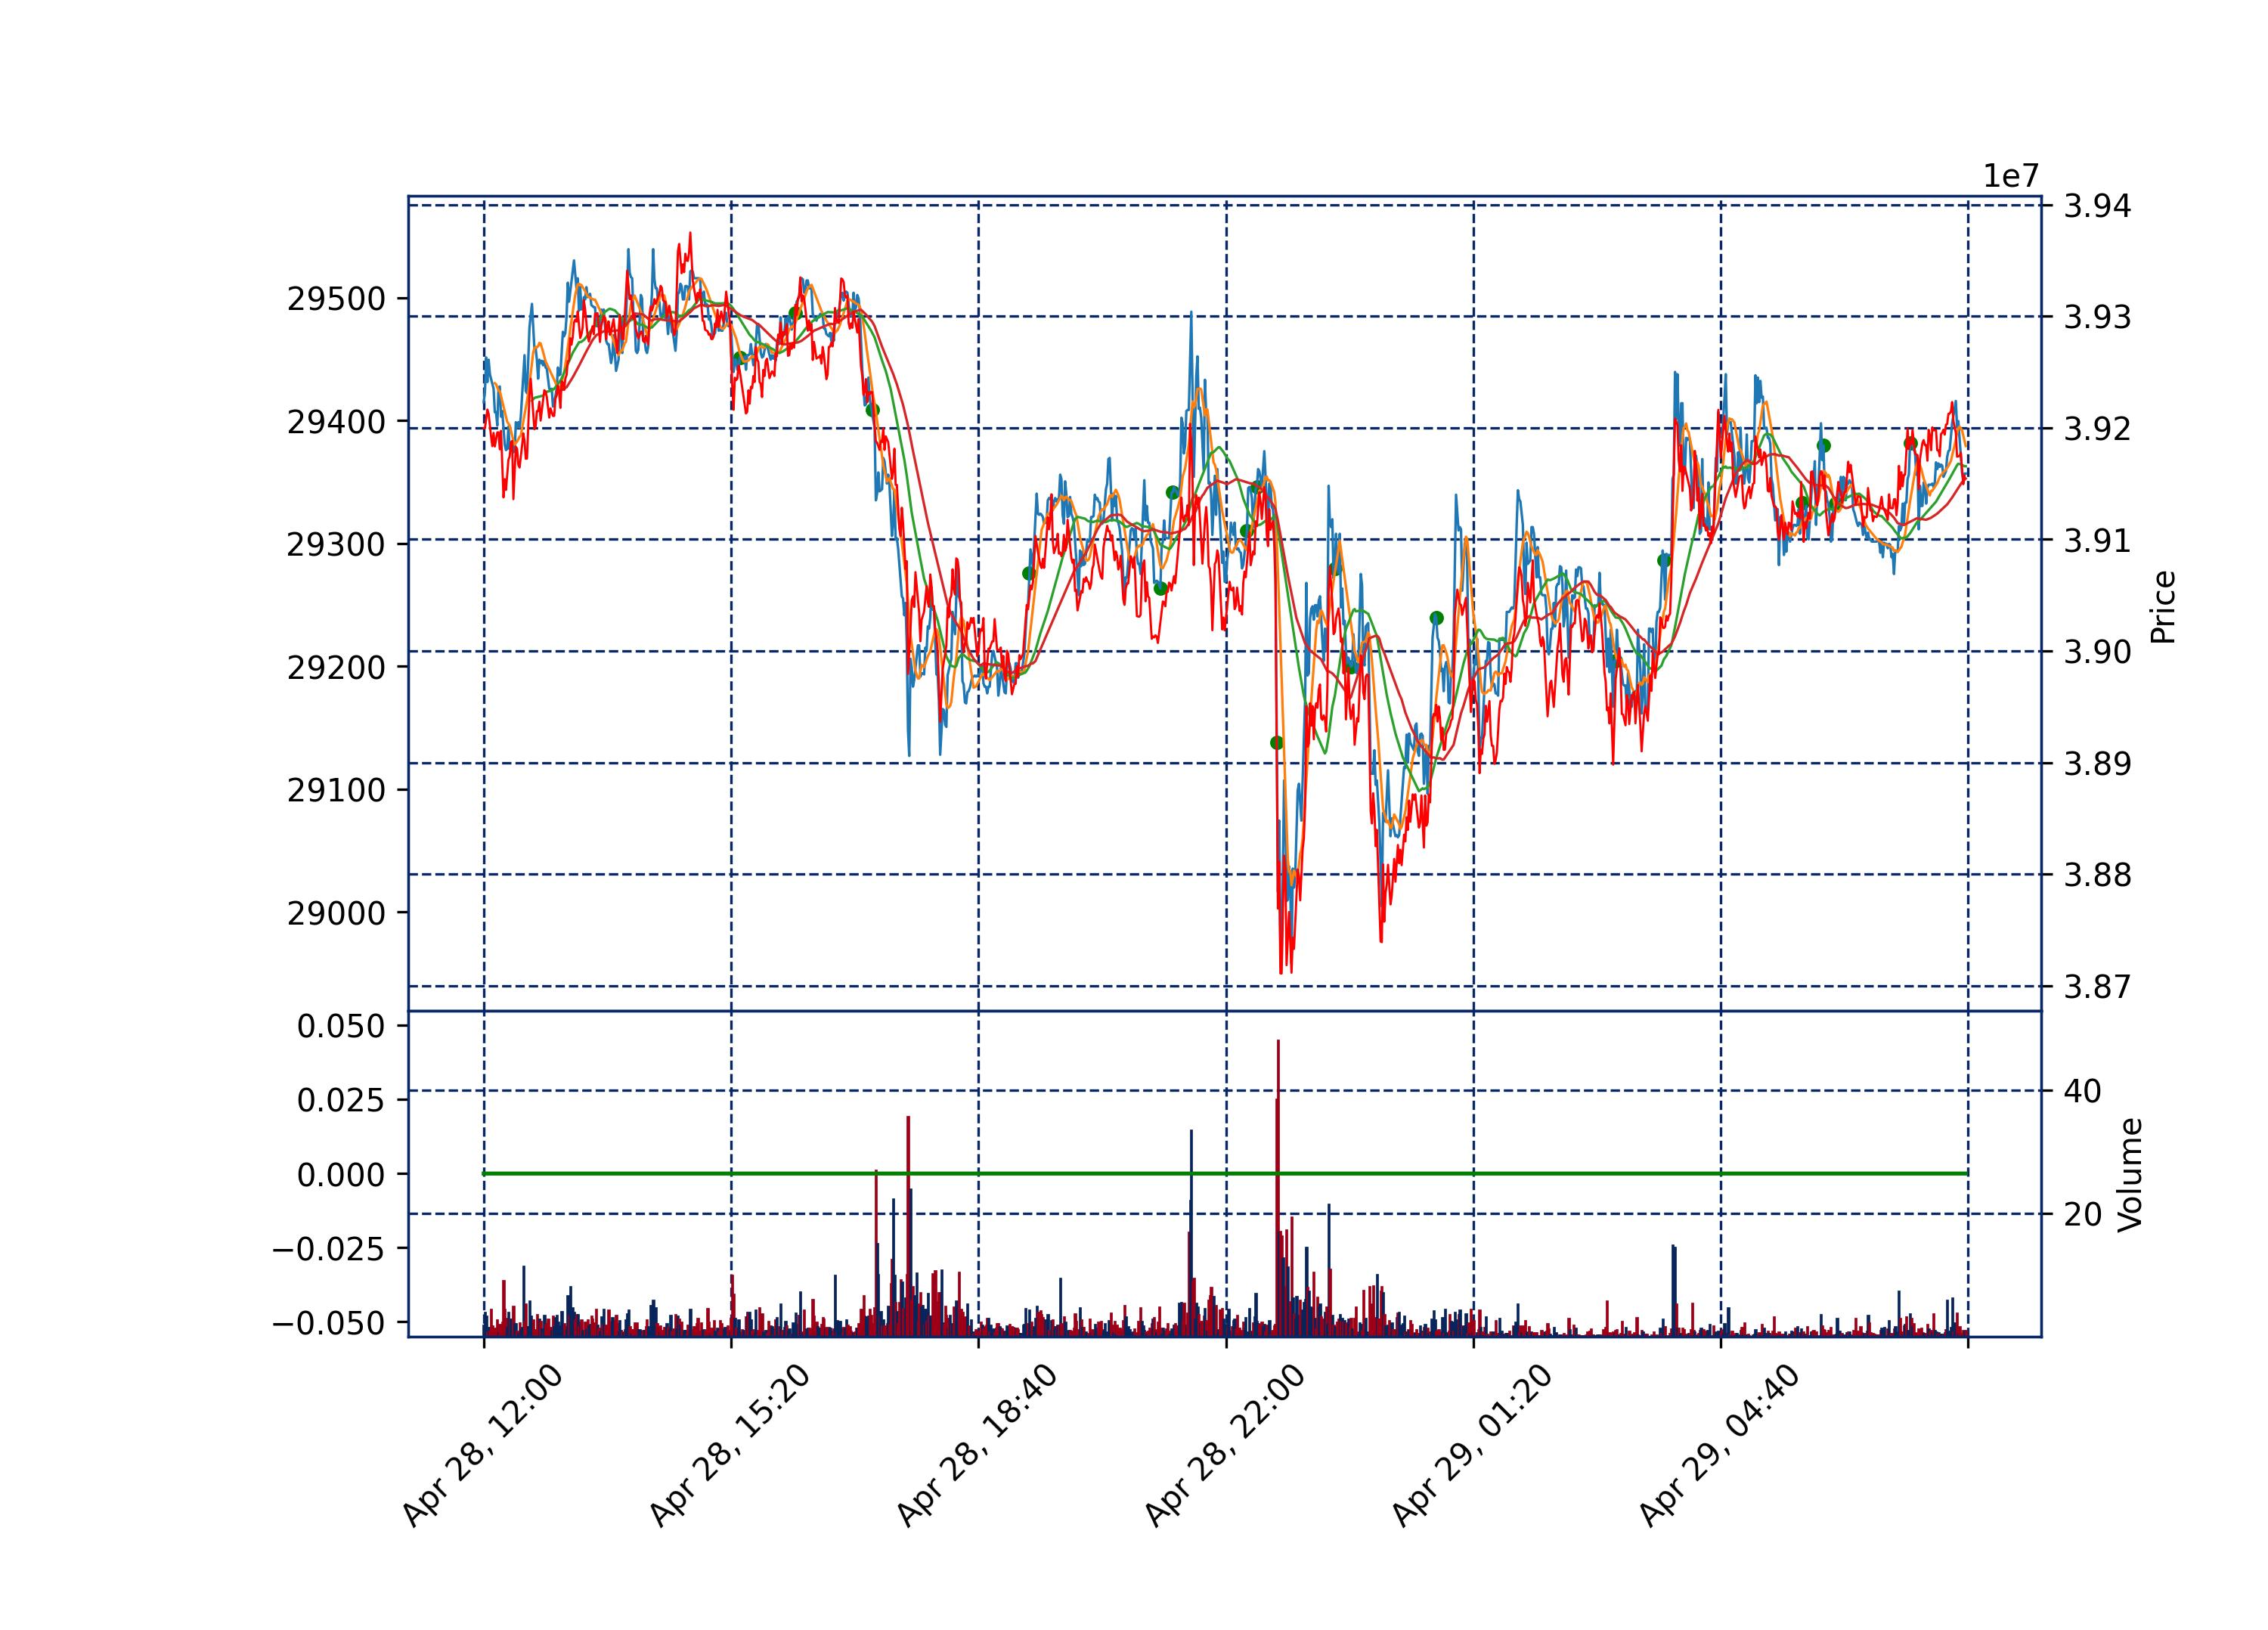 1e7
3.94
29500
3.93
29400
3.92
29300
3.91
Price
29200
3.90
29100
3.89
29000
3.88
3.87
0.050
0.025
40
0.000
Volume
−0.025
20
−0.050
Apr 28, 12:00
Apr 28, 15:20
Apr 28, 18:40
Apr 28, 22:00
Apr 29, 01:20
Apr 29, 04:40